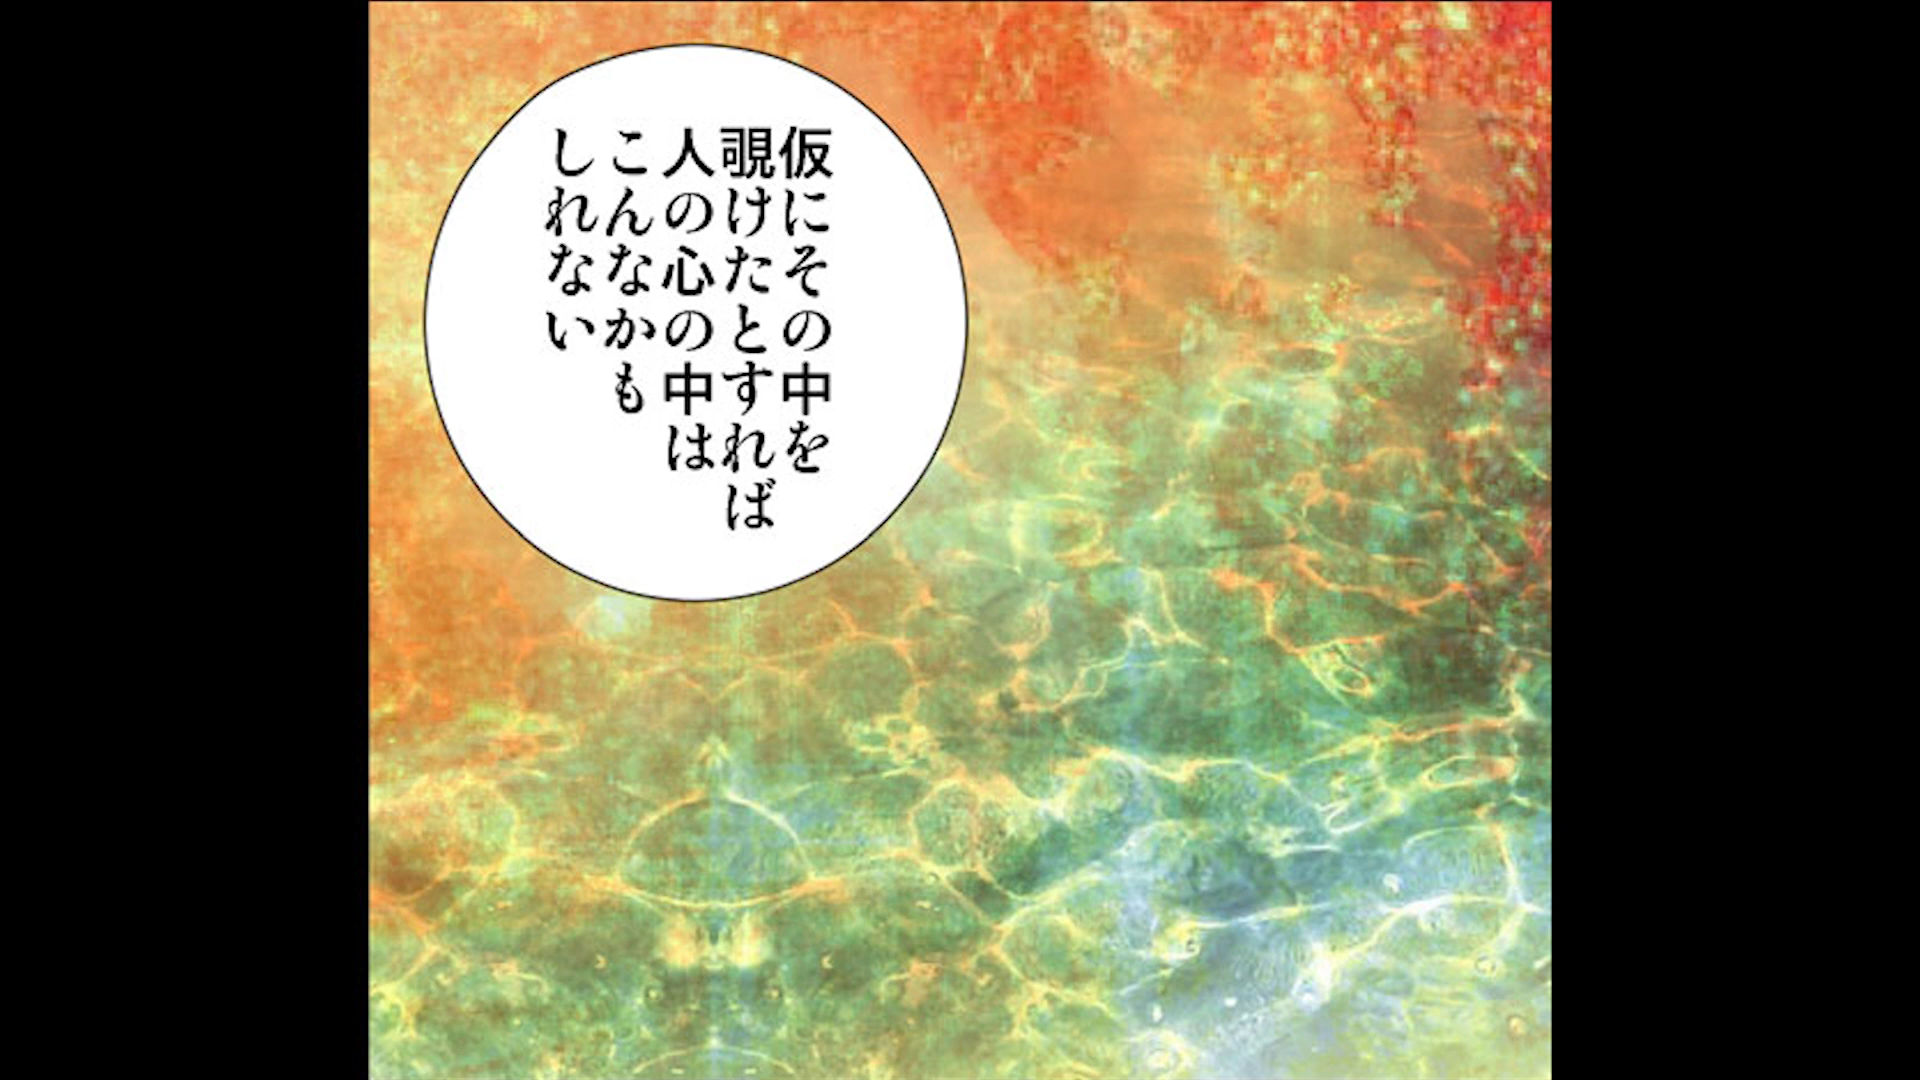 仮にその中を
覗けたとすれば
人の心の中は
こんなかも
しれない